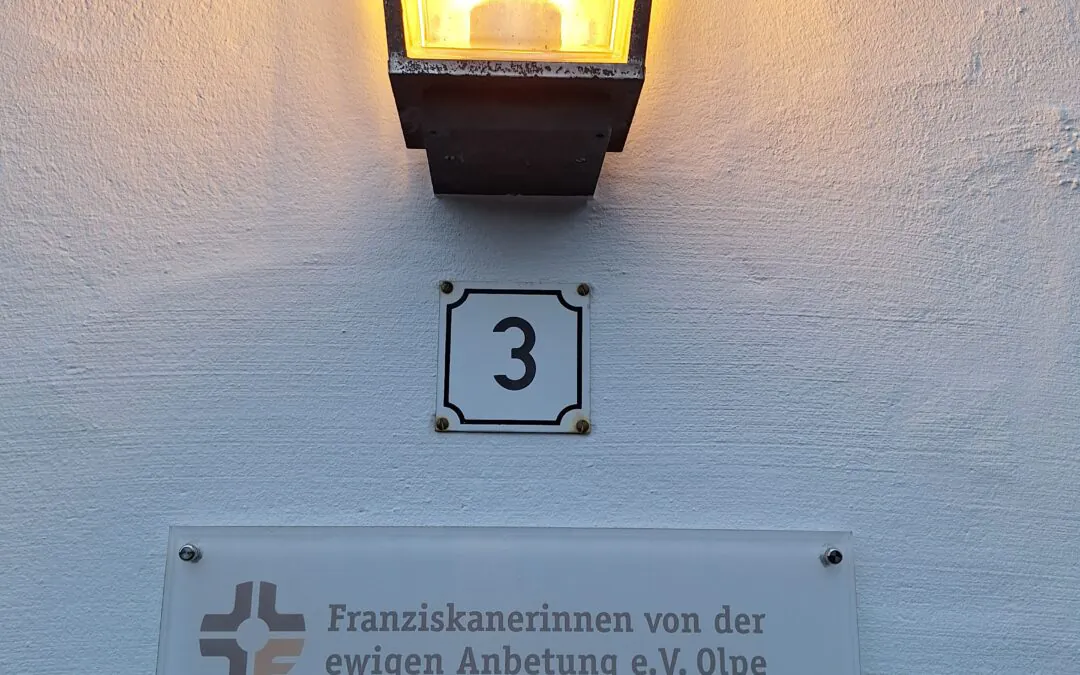 3
Franziskanerinnen von der
ewigen Anbetung e.V. Olpe